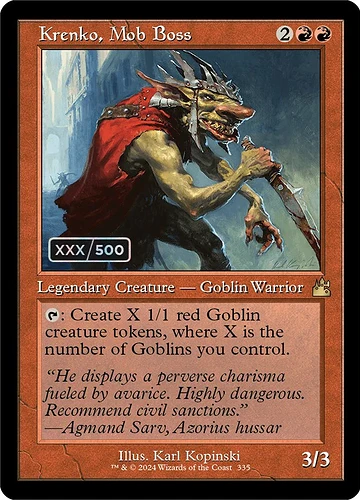 Krenko, Mob Boss 2
XXX/500
Legendary Creature — Goblin Warrior
: Create X 1/1 red Goblin
creature tokens, where X is the
number of Goblins you control.
“He displays a perverse charisma
fueled by avarice. Highly dangerous.
Recommend civil sanctions.”
—Agmand Sarv, Azorius hussar
Illus. Karl Kopinski
™ & © 2024 Wizards of the Coast 335
3/3